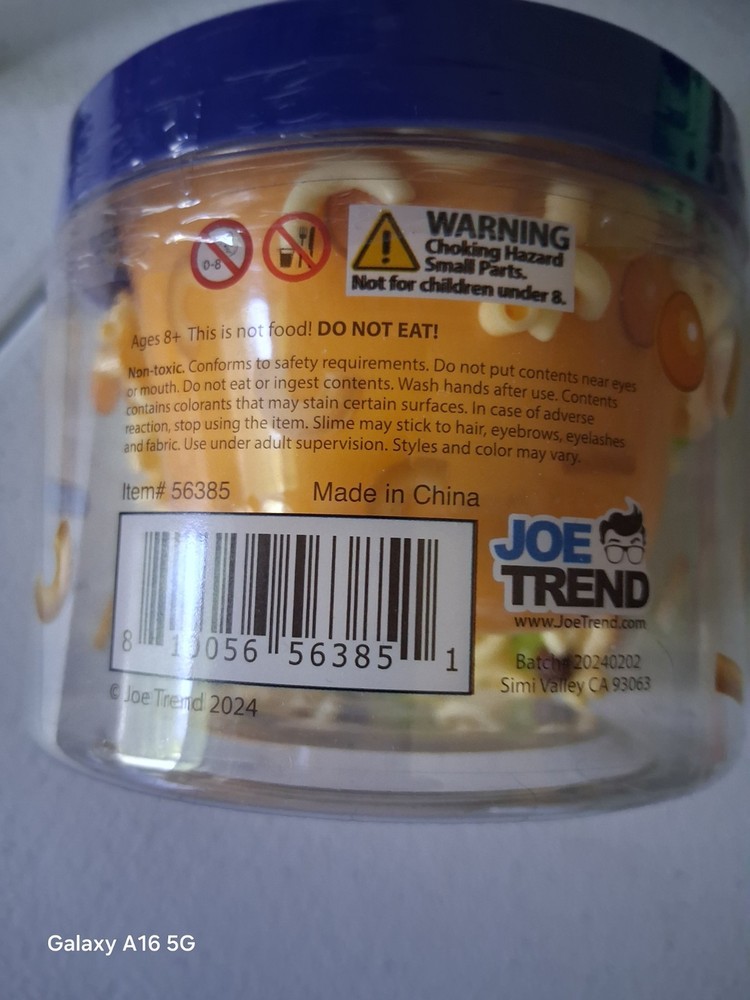 0-8
WARNING
Choking Hazard
Small Parts.
Not for children under 8.
Ages 8+ This is not food! DO NOT EAT!
Non-toxic. Conforms to safety requirements. Do not put contents near eyes
or mouth. Do not eat or ingest contents. Wash hands after use. Contents
contains colorants that may stain certain surfaces. In case of adverse
reaction, stop using the item. Slime may stick to hair, eyebrows, eyelashes
and fabric. Use under adult supervision. Styles and color may vary.
Item# 56385 Made in China
8 10056 56385 1
JOE
TREND
www.JoeTrend.com
Batch# 20240202
Simi Valley CA 93063
© Joe Trend 2024
Galaxy A16 5G